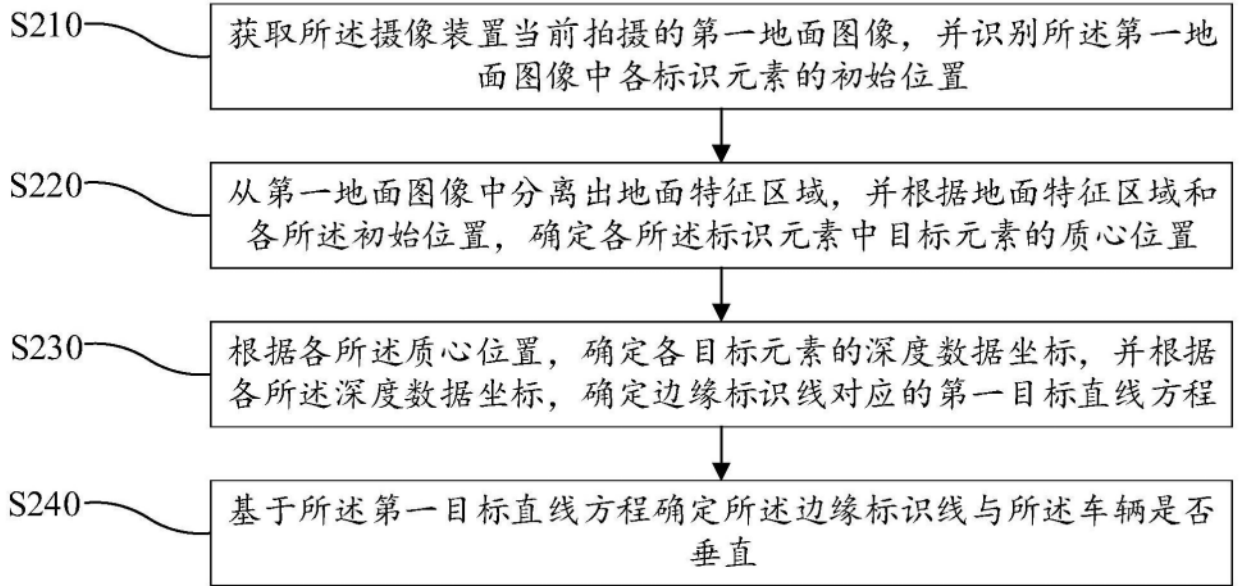 S210
获取所述摄像装置当前拍摄的第一地面图像，并识别所述第一地
面图像中各标识元素的初始位置
S220
从第一地面图像中分离出地面特征区域，并根据地面特征区域和
各所述初始位置，确定各所述标识元素中目标元素的质心位置
S230
根据各所述质心位置，确定各目标元素的深度数据坐标，并根据
各所述深度数据坐标，确定边缘标识线对应的第一目标直线方程
S240
基于所述第一目标直线方程确定所述边缘标识线与所述车辆是否
垂直